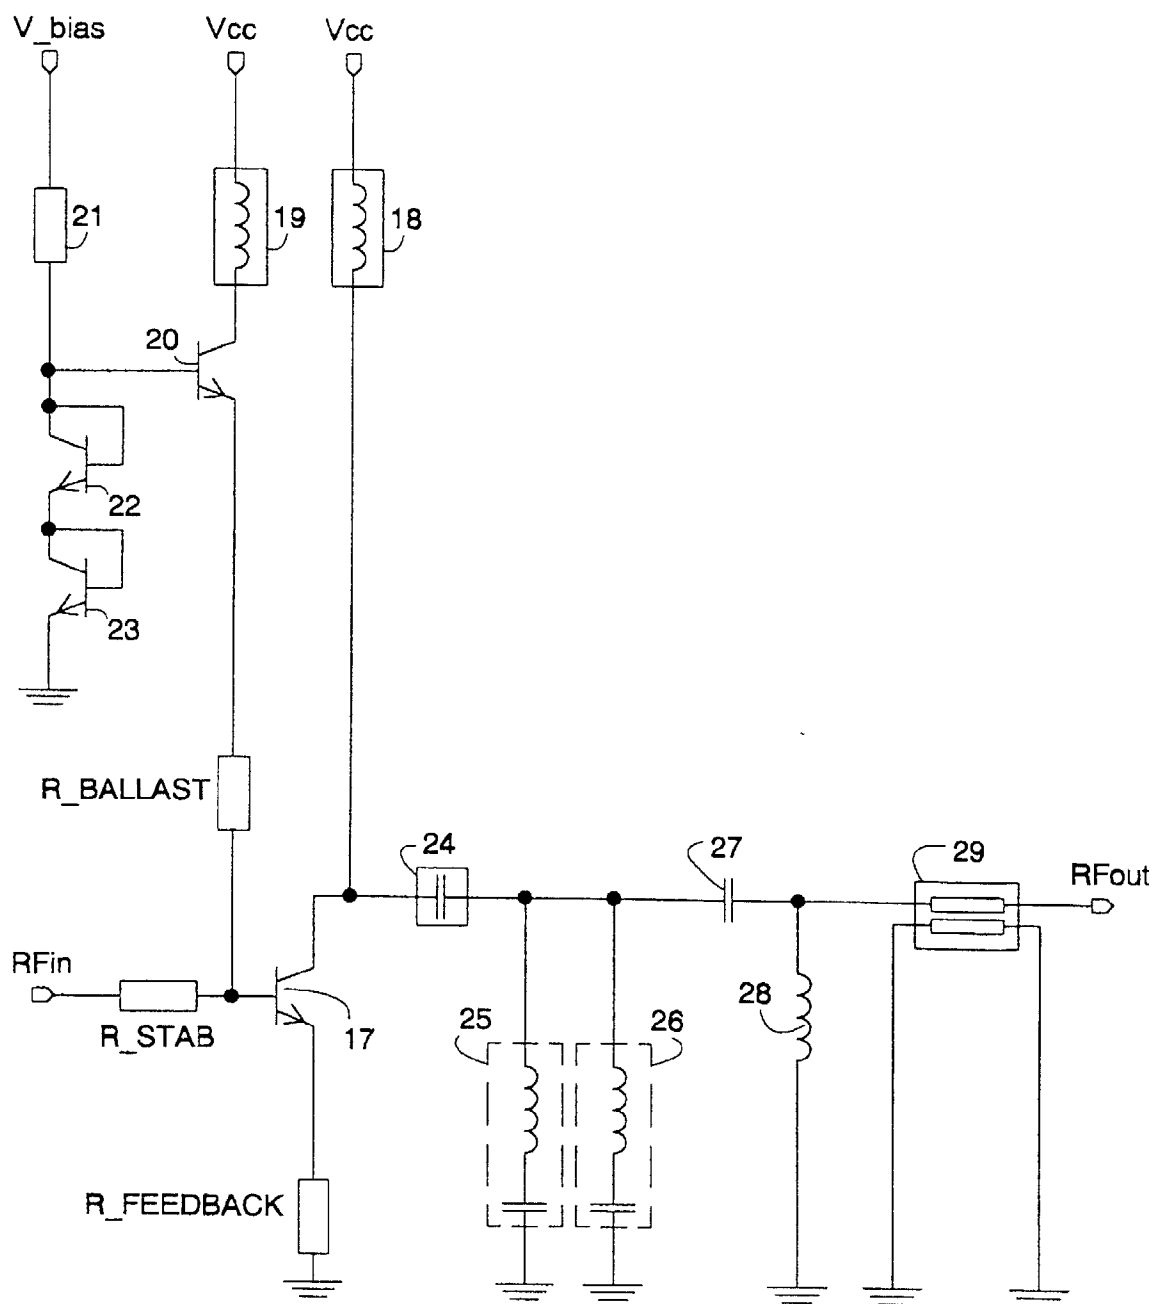 V_bias
Vcc
Vcc
21
19
18
20
22
23
R_BALLAST
24
27
29
RFout
RFin
R_STAB
17
25
26
28
R_FEEDBACK